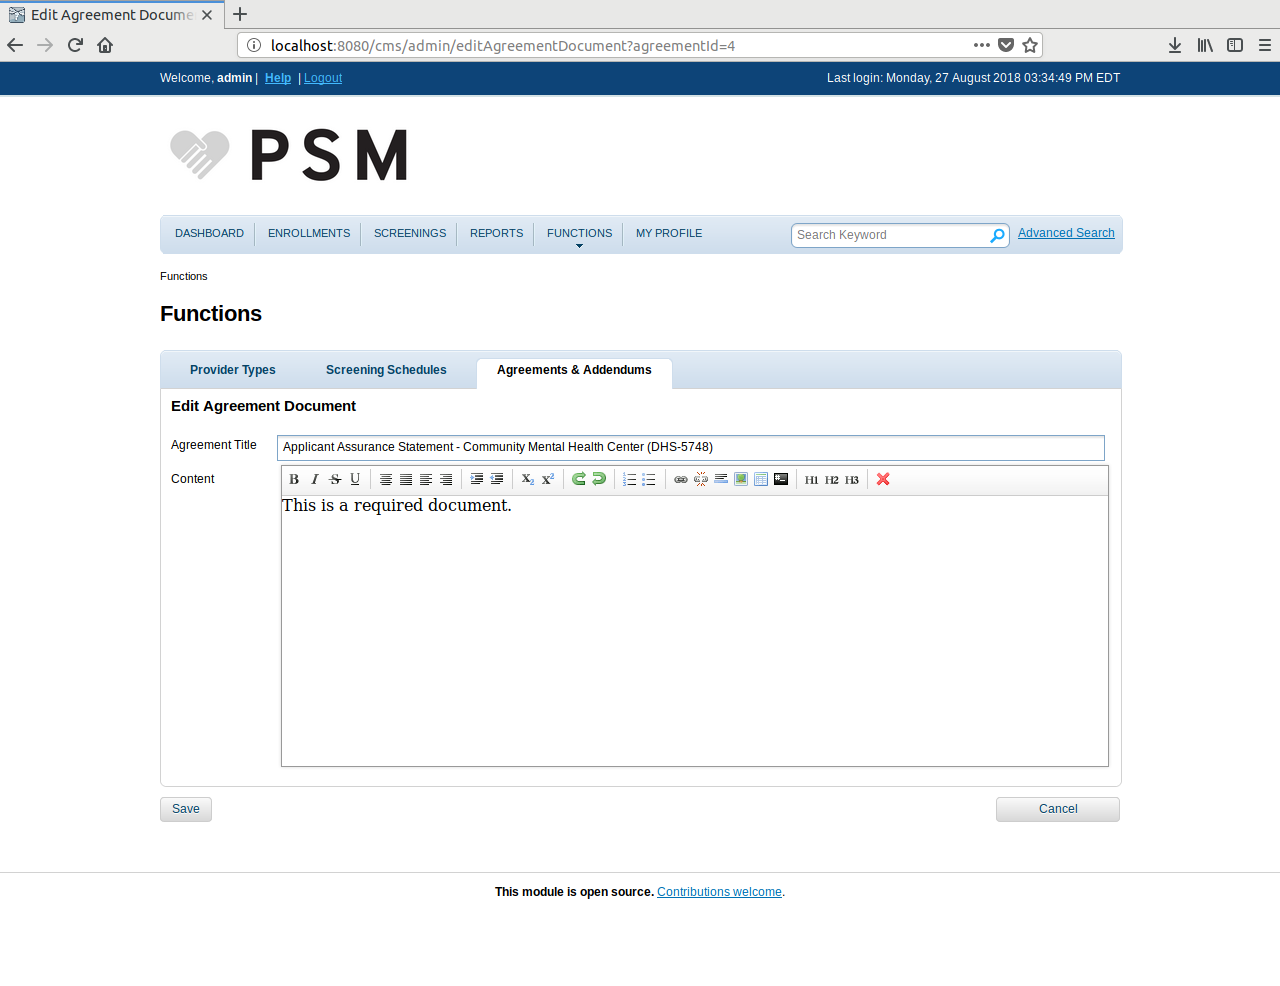 Edit Agreement Docume
localhost:8080/cms/admin/editAgreementDocument?agreementId=4
Welcome, admin | Help | Logout
Last login: Monday, 27 August 2018 03:34:49 PM EDT
PSM
DASHBOARD
ENROLLMENTS
SCREENINGS
REPORTS
FUNCTIONS
MY PROFILE
Search Keyword
Advanced Search
Functions
Functions
Provider Types
Screening Schedules
Agreements & Addendums
Edit Agreement Document
Agreement Title
Applicant Assurance Statement - Community Mental Health Center (DHS-5748)
Content
B I S U X2 X2 H1 H2 H3
This is a required document.
Save
Cancel
This module is open source. Contributions welcome.